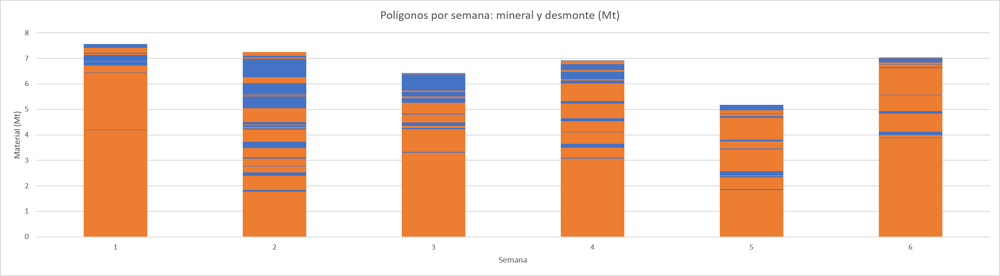 Polígonos por semana: mineral y desmonte (Mt)
8
7
6
5
4
3
2
1
0
Material (Mt)
1 2 3 4 5 6
Semana